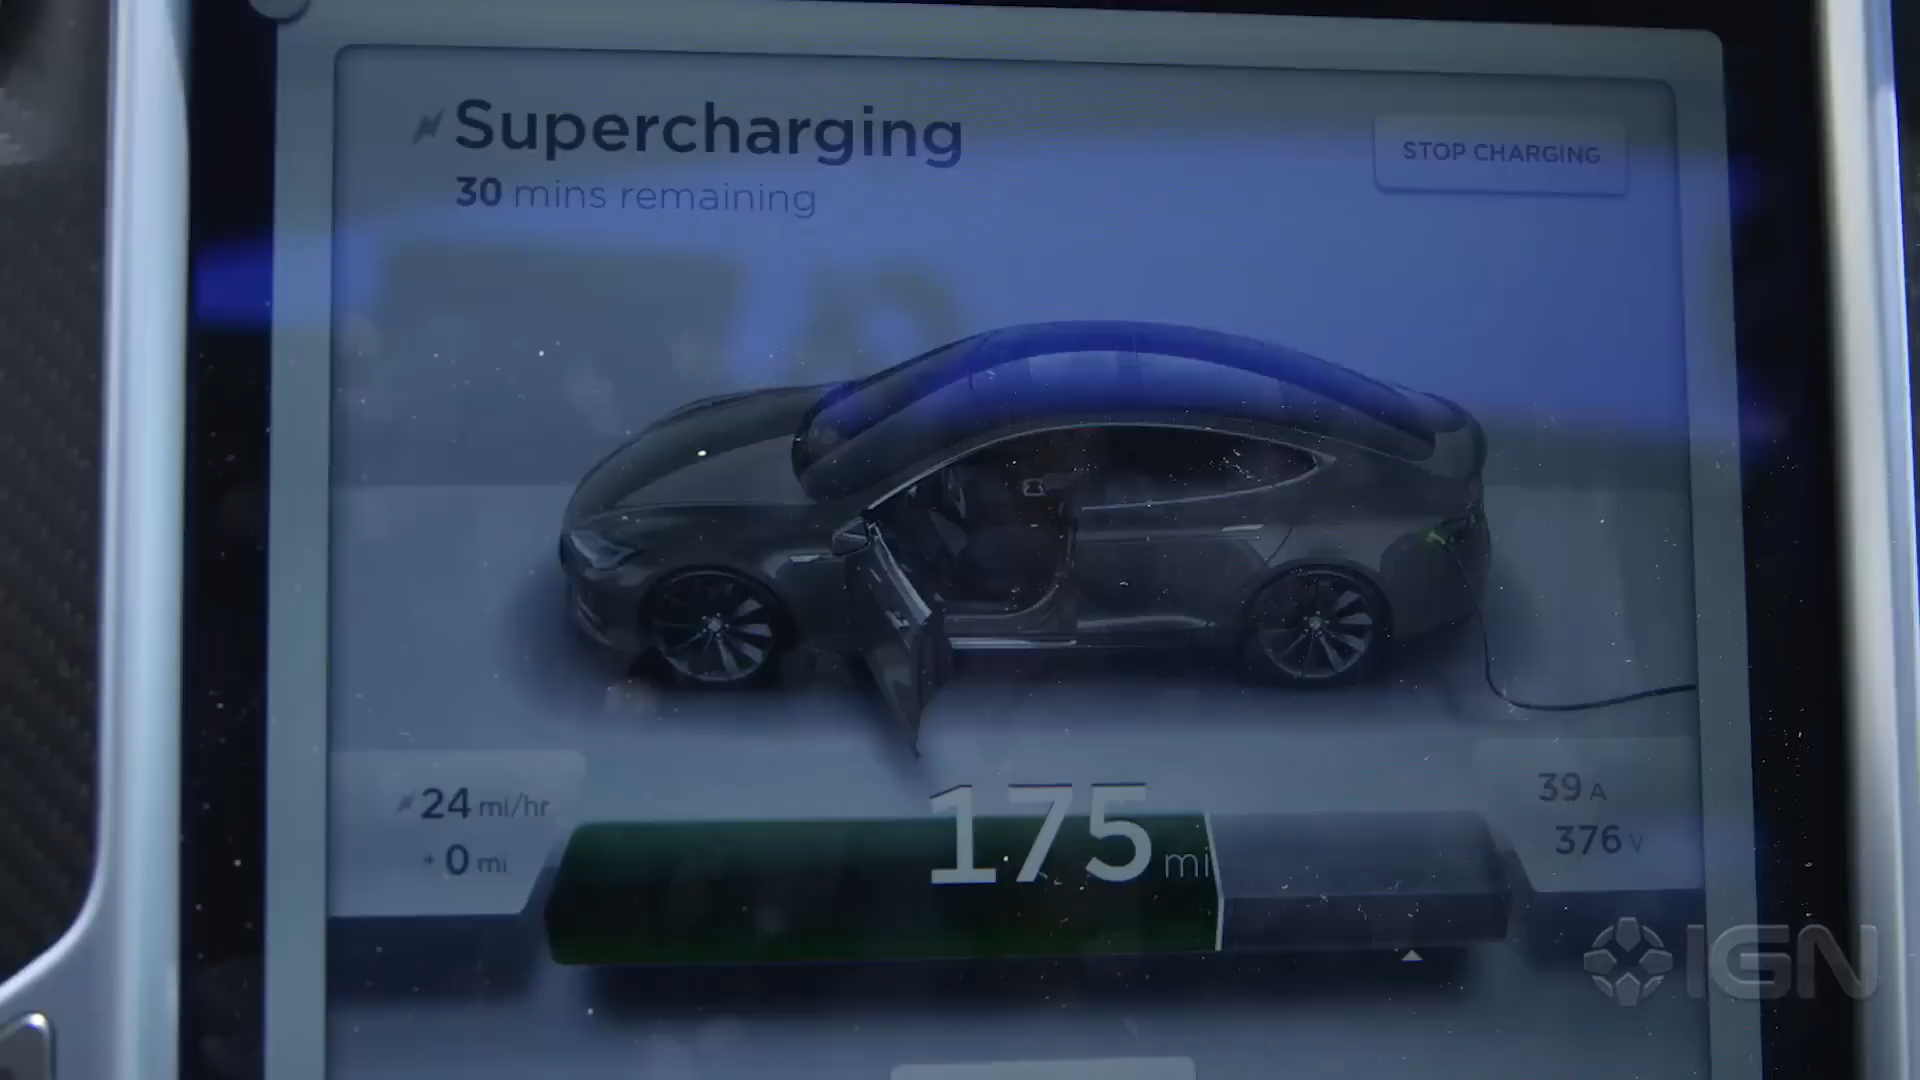 Supercharging
30 mins remaining
STOP CHARGING
24 mi/hr
+0 mi
175 mi
39 A
376 V
IGN